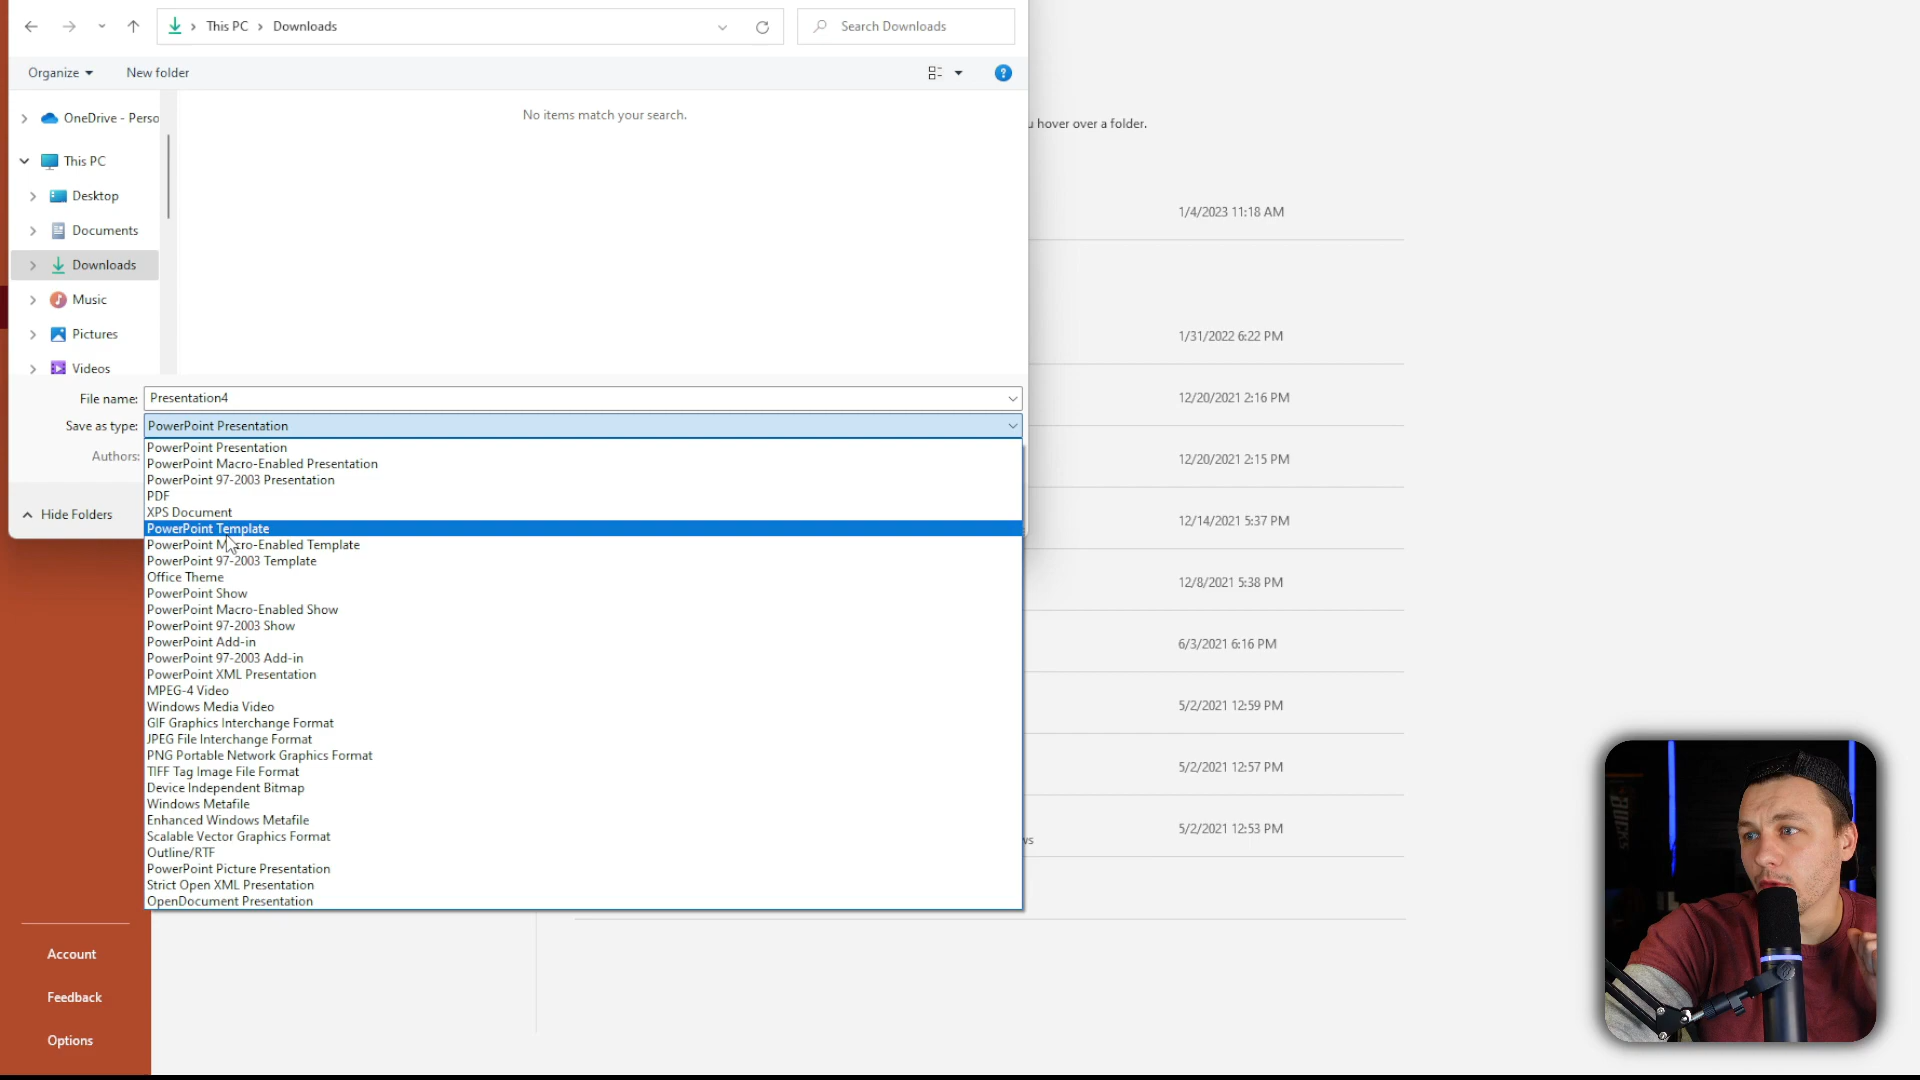 This PC > Downloads
Search Downloads
Organize
New folder
?
No items match your search.
OneDrive - Perso
This PC
Desktop
Documents
Downloads
Music
Pictures
Videos
hover over a folder.
1/4/2023 11:18 AM
1/31/2022 6:22 PM
12/20/2021 2:16 PM
12/20/2021 2:15 PM
12/14/2021 5:37 PM
12/8/2021 5:38 PM
6/3/2021 6:16 PM
5/2/2021 12:59 PM
5/2/2021 12:57 PM
5/2/2021 12:53 PM
ws
File name: Presentation4
Save as type: PowerPoint Presentation
Authors:
Hide Folders
PowerPoint Presentation
PowerPoint Macro-Enabled Presentation
PowerPoint 97-2003 Presentation
PDF
XPS Document
PowerPoint Template
PowerPoint Macro-Enabled Template
PowerPoint 97-2003 Template
Office Theme
PowerPoint Show
PowerPoint Macro-Enabled Show
PowerPoint 97-2003 Show
PowerPoint Add-in
PowerPoint 97-2003 Add-in
PowerPoint XML Presentation
MPEG-4 Video
Windows Media Video
GIF Graphics Interchange Format
JPEG File Interchange Format
PNG Portable Network Graphics Format
TIFF Tag Image File Format
Device Independent Bitmap
Windows Metafile
Enhanced Windows Metafile
Scalable Vector Graphics Format
Outline/RTF
PowerPoint Picture Presentation
Strict Open XML Presentation
OpenDocument Presentation
Account
Feedback
Options